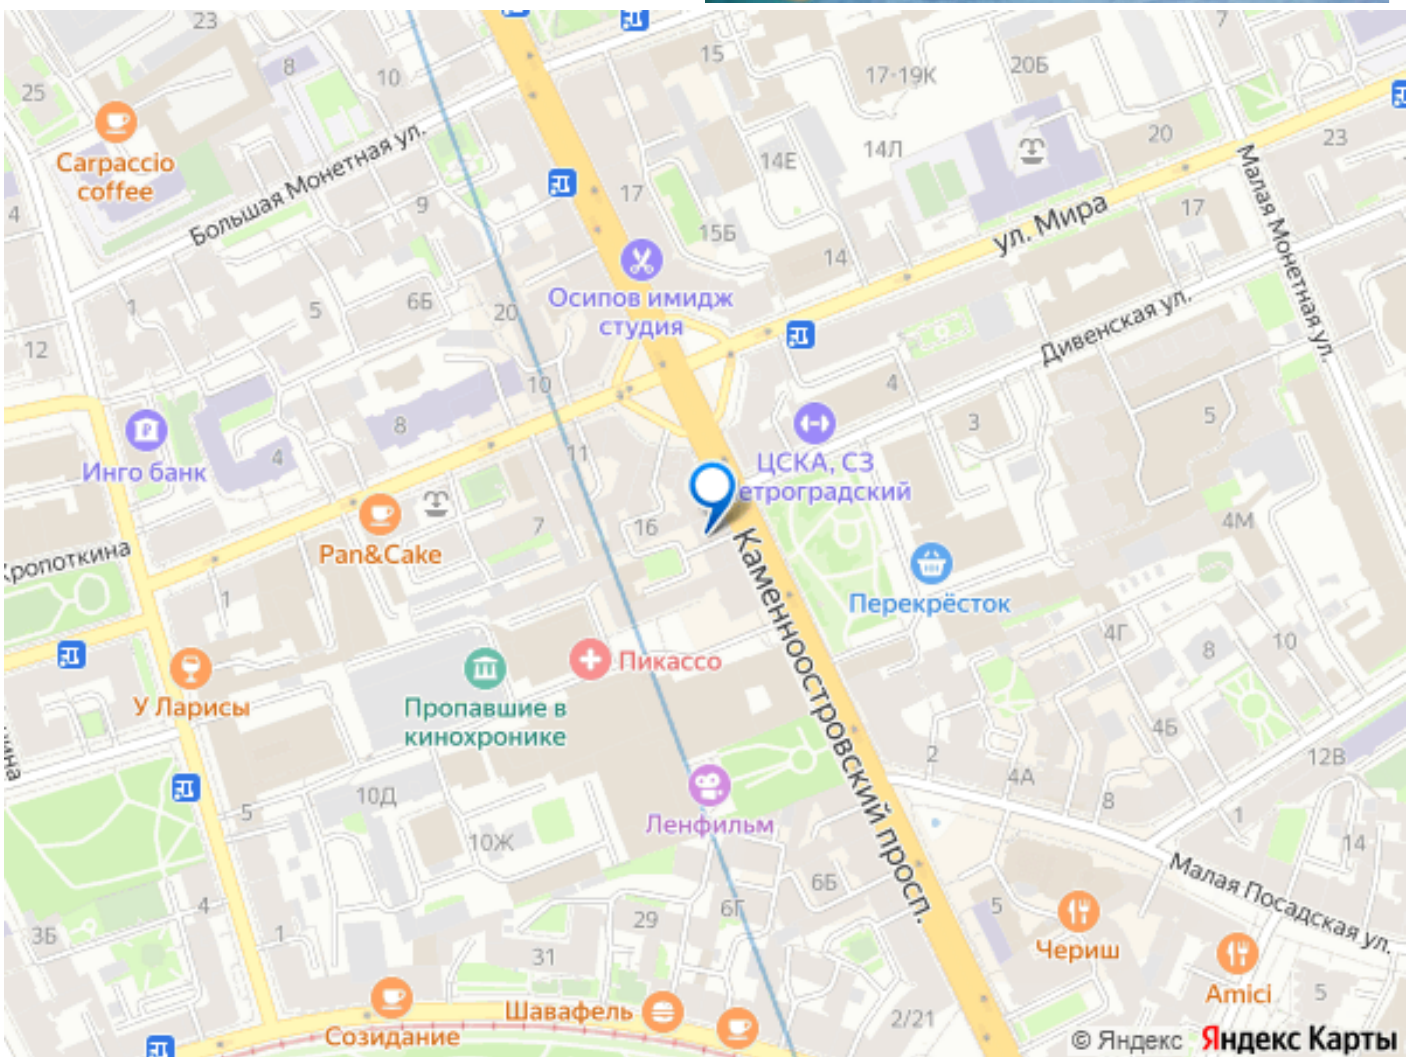 23
15
7
8
10
17-19К
20Б
25
Carpaccio
coffee
Большая Монетная ул.
14Е
14Л
20
23
Малая Монетная ул.
4
9
17
15Б
ул. Мира
17
14
1
5
6Б
20
Осипов имидж
студия
Дивенская ул.
12
10
4
8
3
5
Инго банк
4
11
ЦСКА, СЗ
етроградский
Pan&Cake
7
16
4М
Кропоткина
Каменноостровский просп.
Перекрёсток
1
4Г
8
10
Пикассо
У Ларисы
Пропавшие в
кинохронике
4Б
2
12В
4А
8
Ленфильм
5
10Д
10Ж
1
14
Малая Посадская ул.
6Б
4
29
6Г
5
3Б
1
31
Чериш
Amici
5
Шавафель
Созидание
2/21
© Яндекс Яндекс Карты